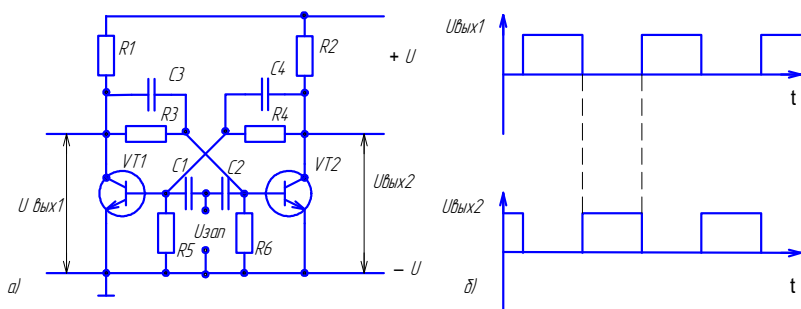 R1
C3
C4
R2
+ U
R3
R4
VT1
C1
C2
VT2
U вых1
Uвых2
Uзап
R5
R6
а)
– U
Uвых1
t
Uвых2
t
б)